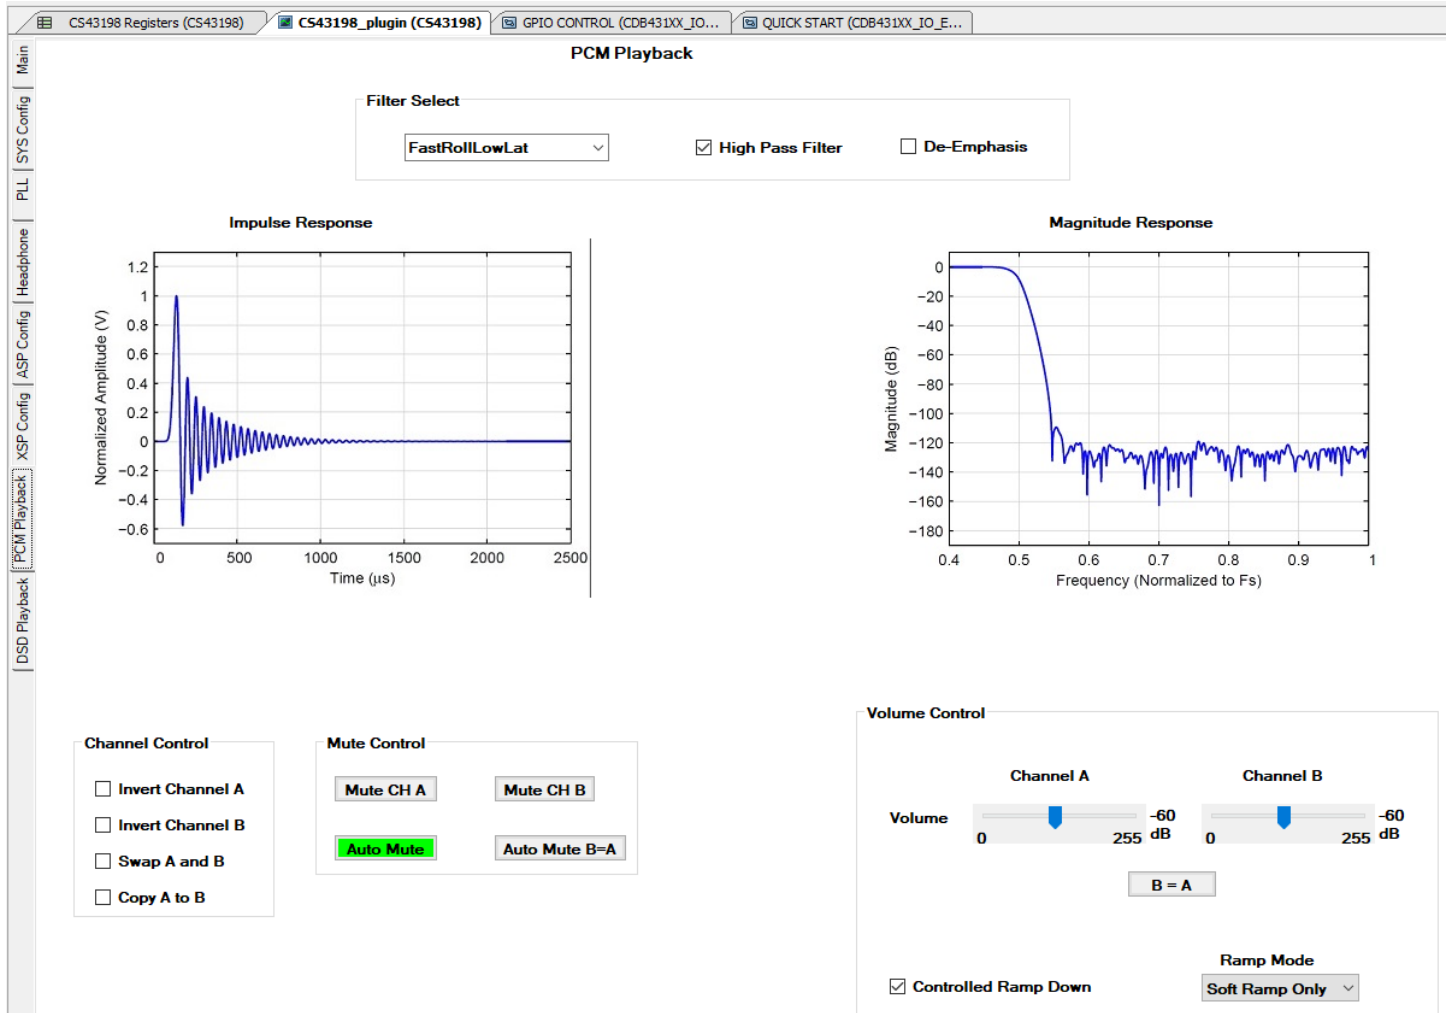 CS43198 Registers (CS43198)
CS43198_plugin (CS43198)
GPIO CONTROL (CDB431XX_IO...
QUICK START (CDB431XX_IO_E...
Main
SYS Config
PLL
Headphone
ASP Config
XSP Config
PCM Playback
DSD Playback
PCM Playback
Filter Select
FastRollLowLat
High Pass Filter
De-Emphasis
Impulse Response
Normalized Amplitude (V)
1.2
1
0.8
0.6
0.4
0.2
0
−0.2
−0.4
−0.6
0 500 1000 1500 2000 2500
Time (µs)
Magnitude Response
Magnitude (dB)
0
−20
−40
−60
−80
−100
−120
−140
−160
−180
0.4 0.5 0.6 0.7 0.8 0.9 1
Frequency (Normalized to Fs)
Channel Control
Invert Channel A
Invert Channel B
Swap A and B
Copy A to B
Mute Control
Mute CH A
Mute CH B
Auto Mute
Auto Mute B=A
Volume Control
Channel A
Channel B
Volume
0 255
-60
dB
0 255
-60
dB
B = A
Controlled Ramp Down
Ramp Mode
Soft Ramp Only